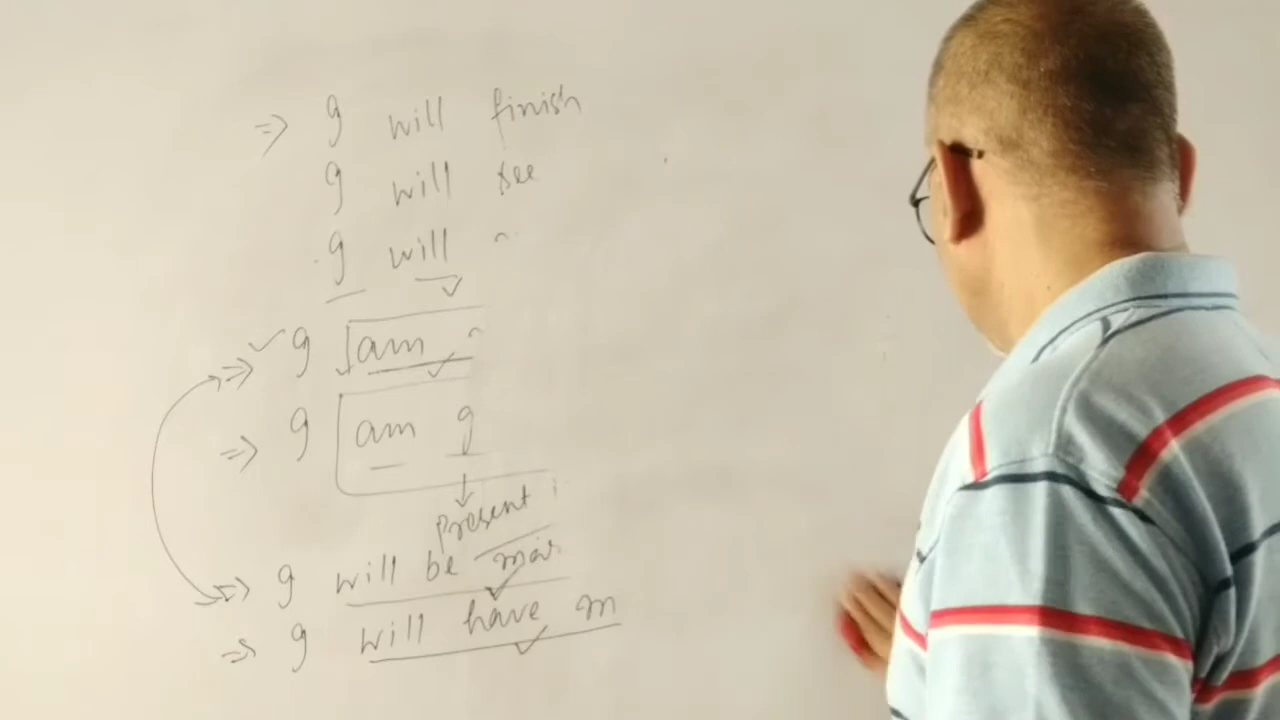 => I will finish
I will see
I will
=> I am
=> I am g
present
=> I will be
=> I will have m